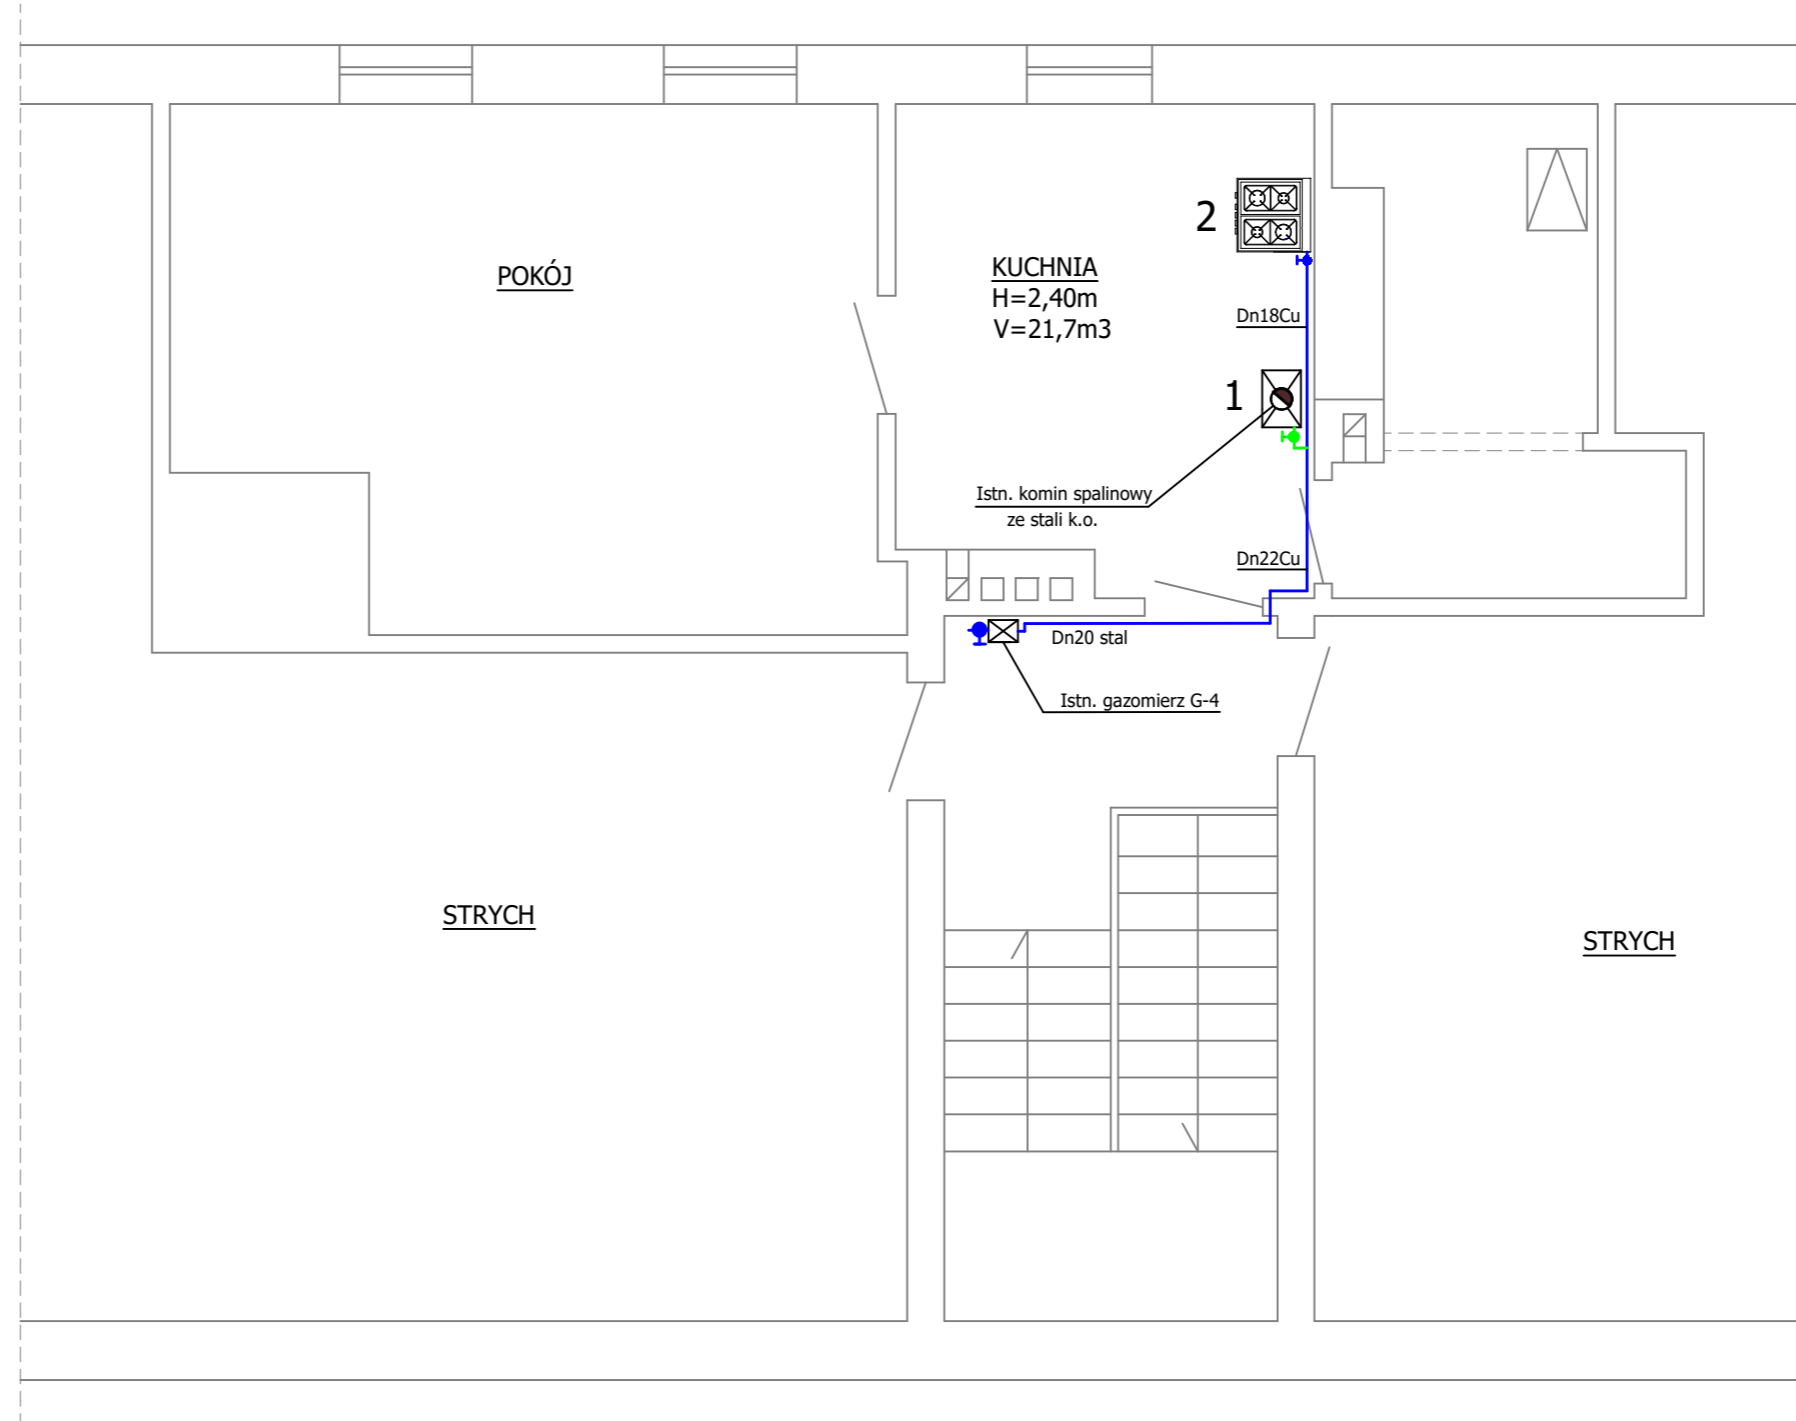 2
POKÓJ
KUCHNIA
H=2,40m
V=21,7m3
Dn18Cu
1
Istn. komin spalinowy
ze stali k.o.
Dn22Cu
Dn20 stal
Istn. gazomierz G-4
STRYCH
STRYCH